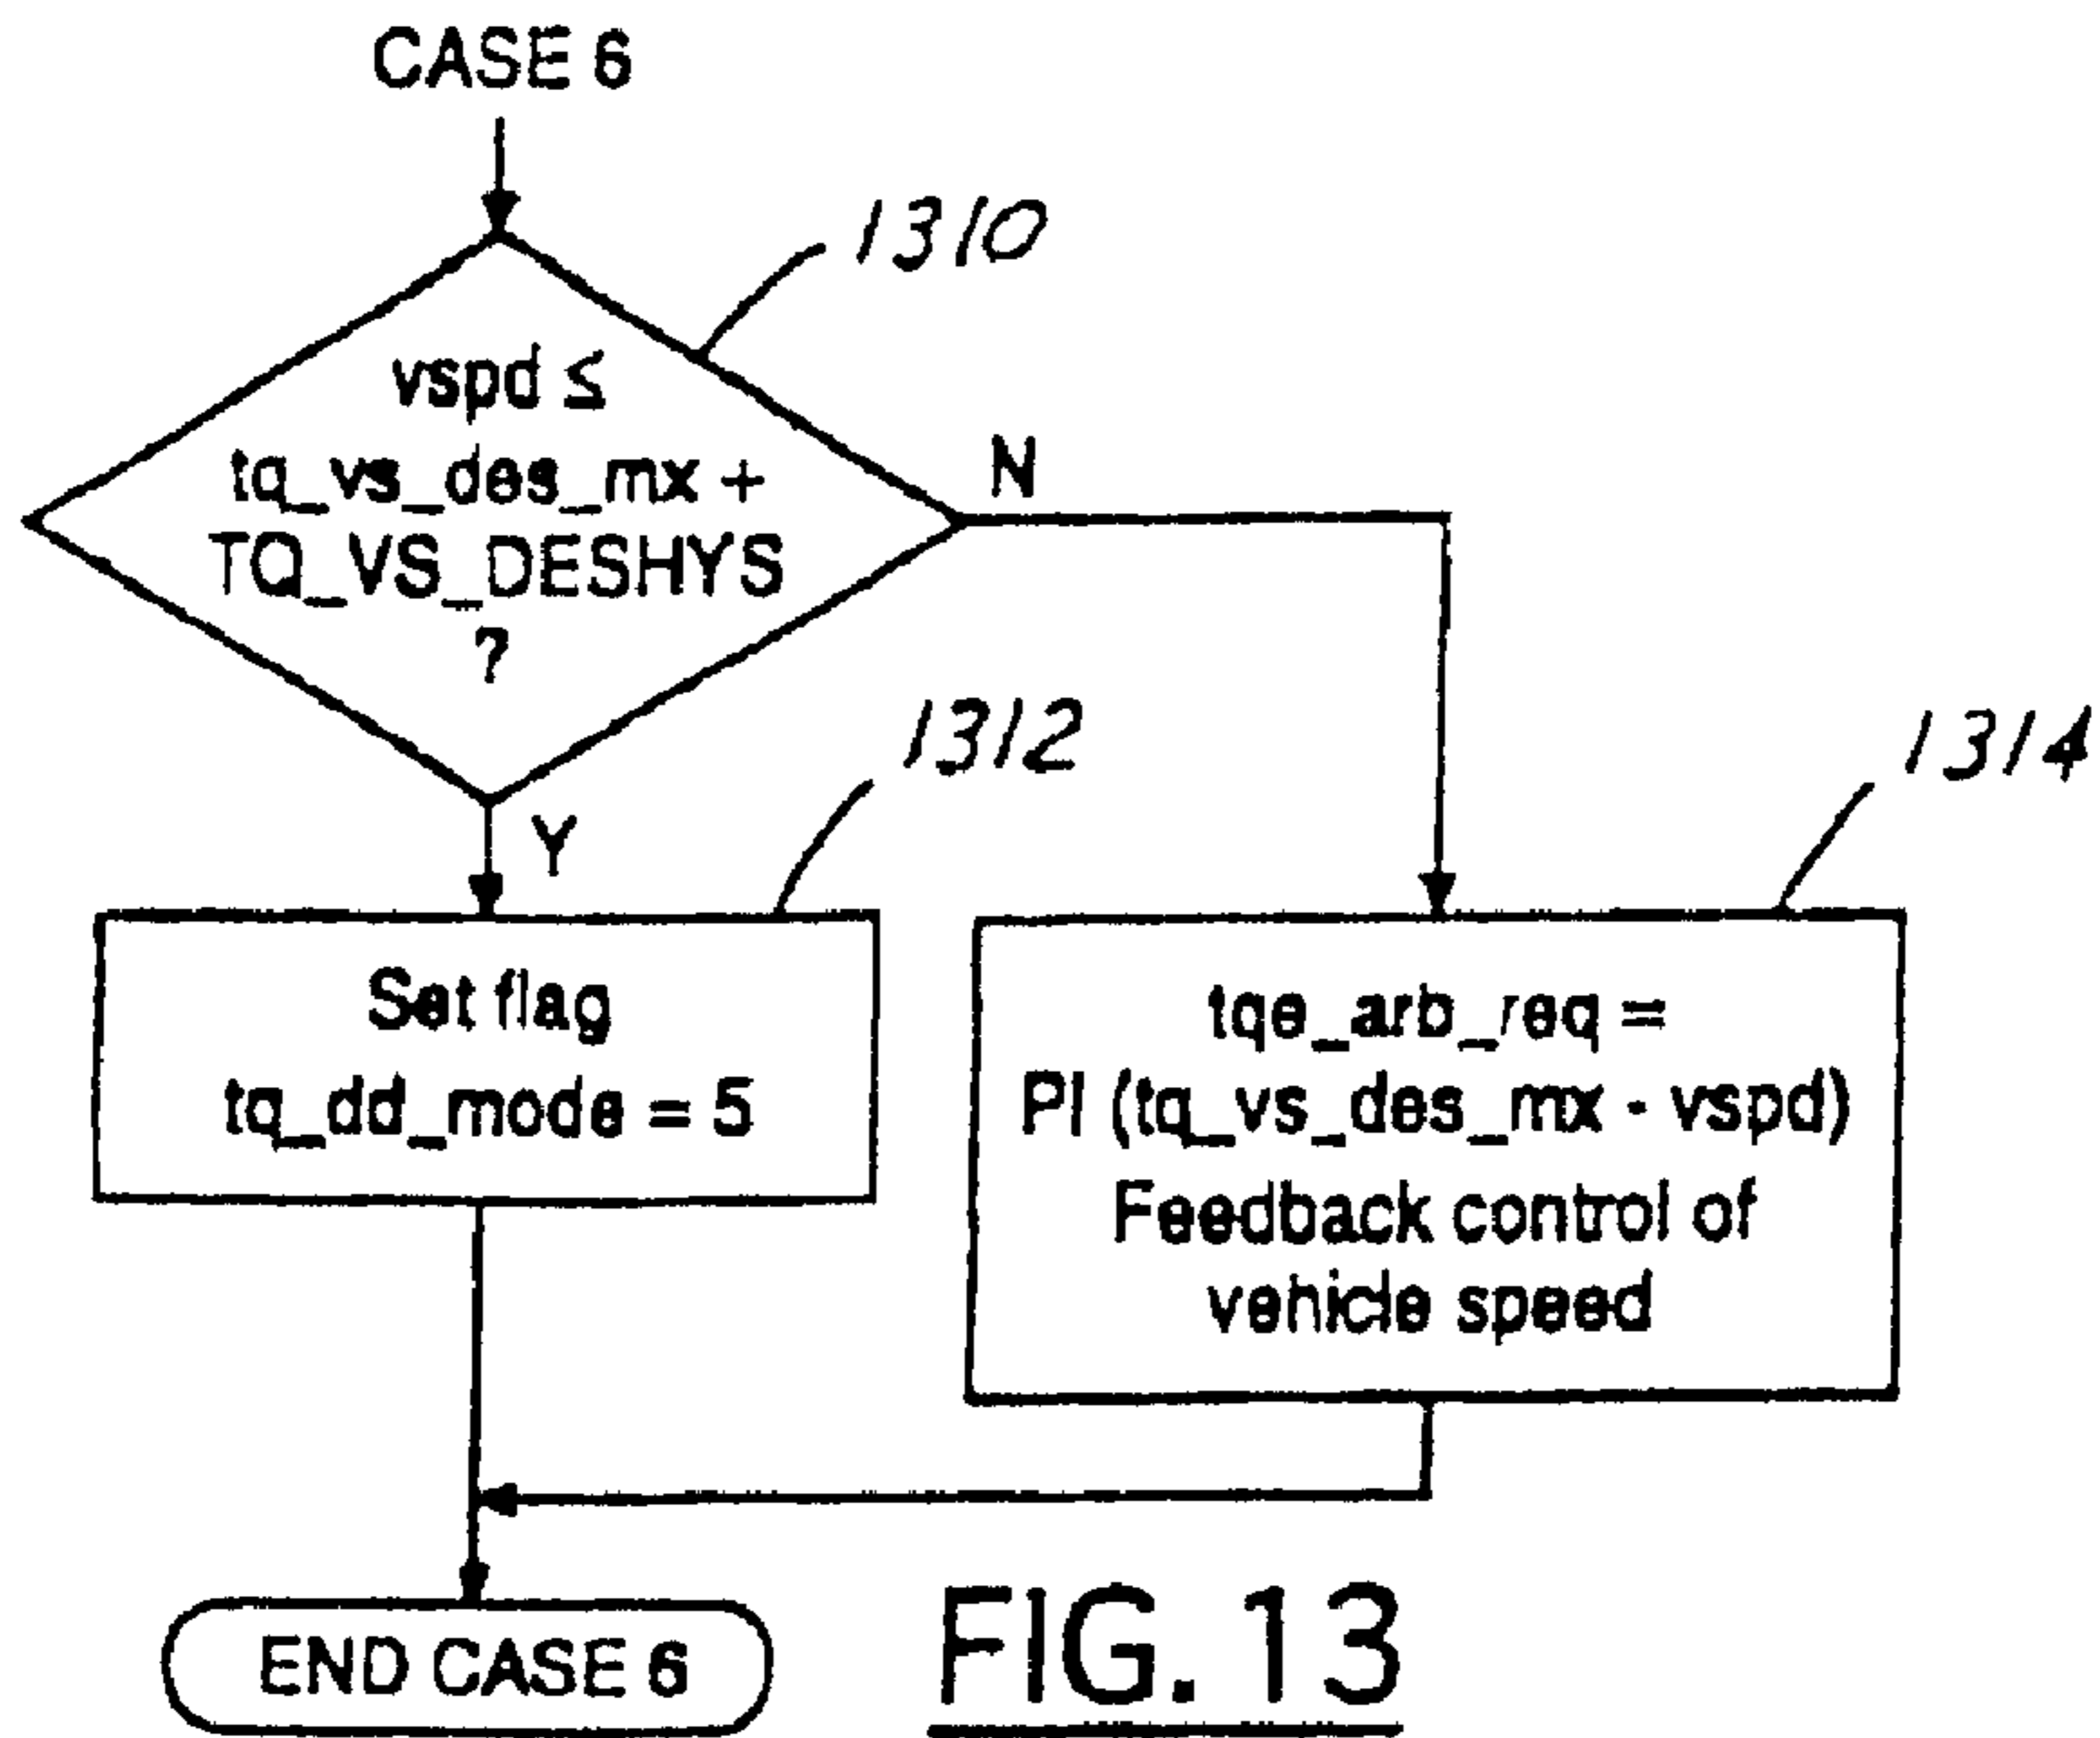 CASE 6
1310
vspd ≤
tq_vs_des_mx +
TQ_VS_DESHYS
?
N
Y
1312
1314
Set flag
tq_dd_mode = 5
tqe_arb_req =
PI (tq_vs_des_mx - vspd)
Feedback control of
vehicle speed
END CASE 6
FIG. 13